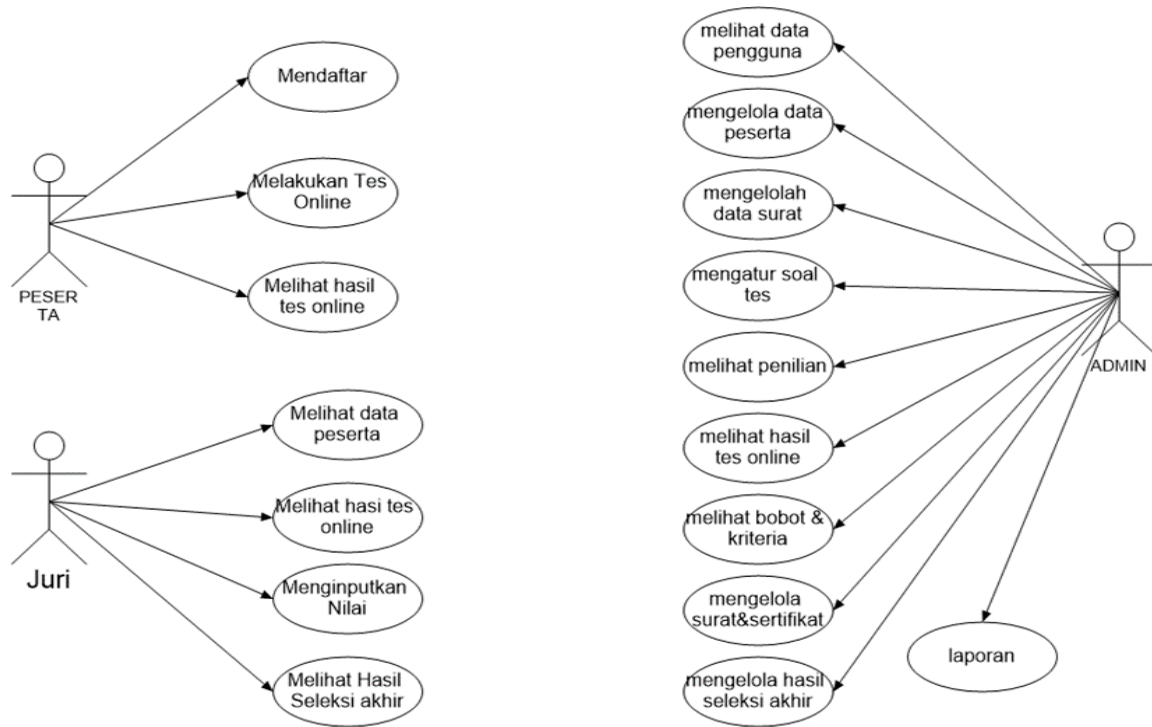 Mendaftar
Melakukan Tes
Online
Melihat hasil
tes online
PESER
TA
Melihat data
peserta
Melihat hasi tes
online
Menginputkan
Nilai
Melihat Hasil
Seleksi akhir
Juri
melihat data
pengguna
mengelola data
peserta
mengelolah
data surat
mengatur soal
tes
melihat penilian
melihat hasil
tes online
melihat bobot &
kriteria
mengelola
surat&sertifikat
mengelola hasil
seleksi akhir
laporan
ADMIN